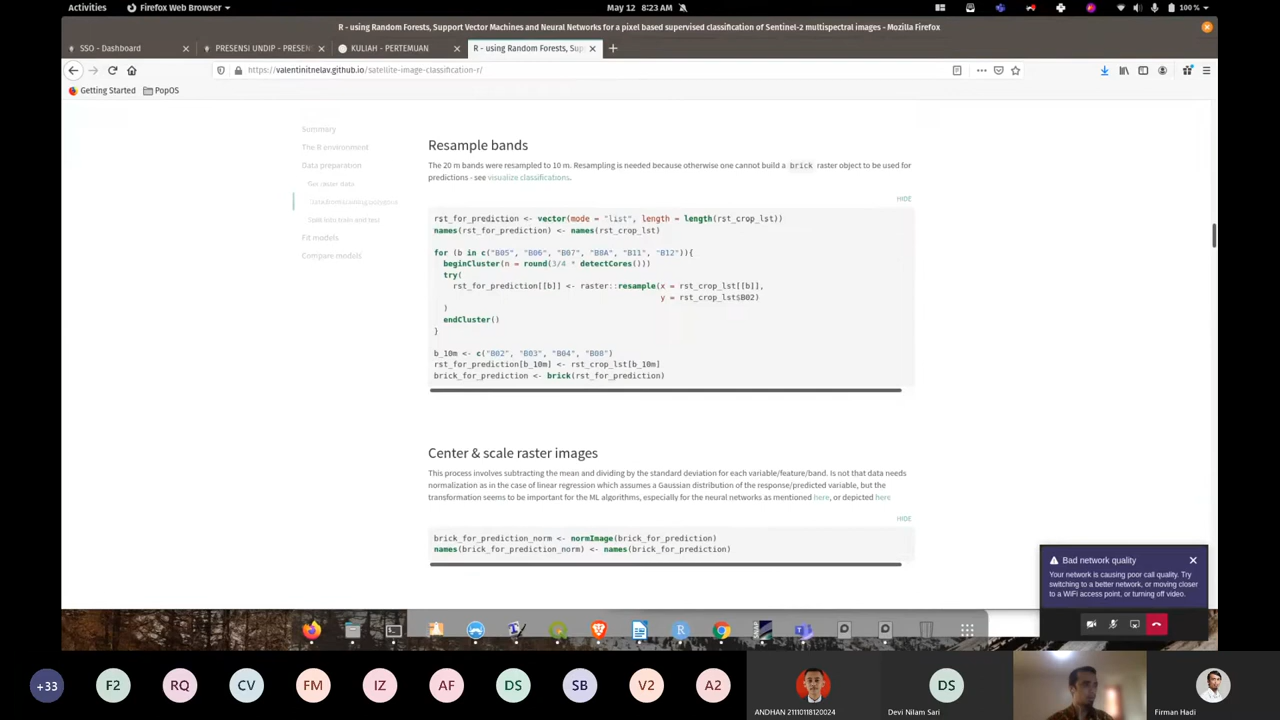 Activities
Firefox Web Browser
May 12 8:23 AM
R - using Random Forests, Support Vector Machines and Neural Networks for a pixel based supervised classification of Sentinel-2 multispectral images - Mozilla Firefox
SSO - Dashboard
PRESENSI UNDIP - PRESEN
KULIAH - PERTEMUAN
R - using Random Forests, Sup
https://valentinitnelav.github.io/satellite-image-classification-r/
100 %
Getting Started
PopOS
Summary
The R environment
Data preparation
Split into train and test
Fit models
Compare models
Resample bands
The 20 m bands were resampled to 10 m. Resampling is needed because otherwise one cannot build a brick raster object to be used for
predictions - see visualize classifications.
HIDE
rst_for_prediction <- vector(mode = "list", length = length(rst_crop_lst))
names(rst_for_prediction) <- names(rst_crop_lst)
for (b in c("B05", "B06", "B07", "B8A", "B11", "B12")){
beginCluster(n = round(3/4 * detectCores()))
try(
rst_for_prediction[[b]] <- raster::resample(x = rst_crop_lst[[b]],
y = rst_crop_lst$B02)
)
endCluster()
}
b_10m <- c("B02", "B03", "B04", "B08")
rst_for_prediction[b_10m] <- rst_crop_lst[b_10m]
brick_for_prediction <- brick(rst_for_prediction)
Center & scale raster images
This process involves subtracting the mean and dividing by the standard deviation for each variable/feature/band. Is not that data needs
normalization as in the case of linear regression which assumes a Gaussian distribution of the response/predicted variable, but the
transformation seems to be important for the ML algorithms, especially for the neural networks as mentioned here, or depicted here
HIDE
brick_for_prediction_norm <- normImage(brick_for_prediction)
names(brick_for_prediction_norm) <- names(brick_for_prediction)
Bad network quality
Your network is causing poor call quality. Try
switching to a better network, or moving closer
to a WiFi access point, or turning off video.
+33
F2
RQ
CV
FM
IZ
AF
DS
SB
V2
A2
ANDHAN 21110118120024
DS
Devi Nilam Sari
Firman Hadi